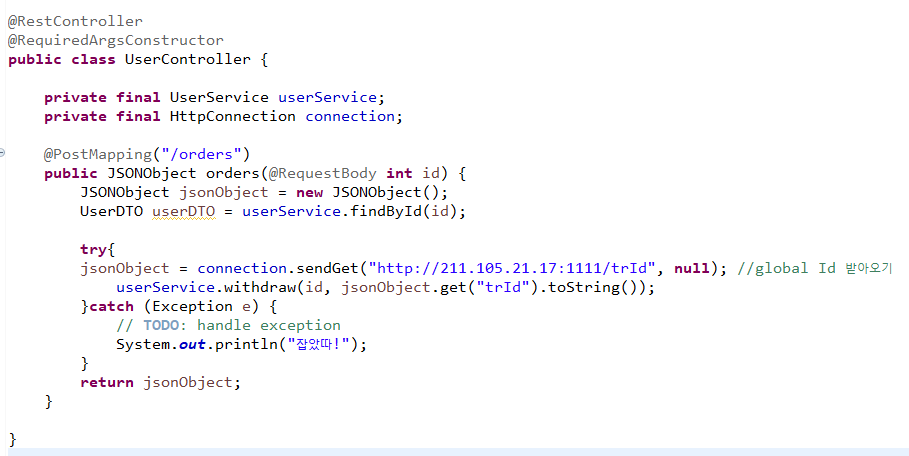 @RestController
@RequiredArgsConstructor
public class UserController {
private final UserService userService;
private final HttpConnection connection;
@PostMapping("/orders")
public JSONObject orders(@RequestBody int id) {
JSONObject jsonObject = new JSONObject();
UserDTO userDTO = userService.findById(id);
try{
jsonObject = connection.sendGet("http://211.105.21.17:1111/trId", null); //global Id 받아오기
userService.withdraw(id, jsonObject.get("trId").toString());
}catch (Exception e) {
// TODO: handle exception
System.out.println("잡았따!");
}
return jsonObject;
}
}